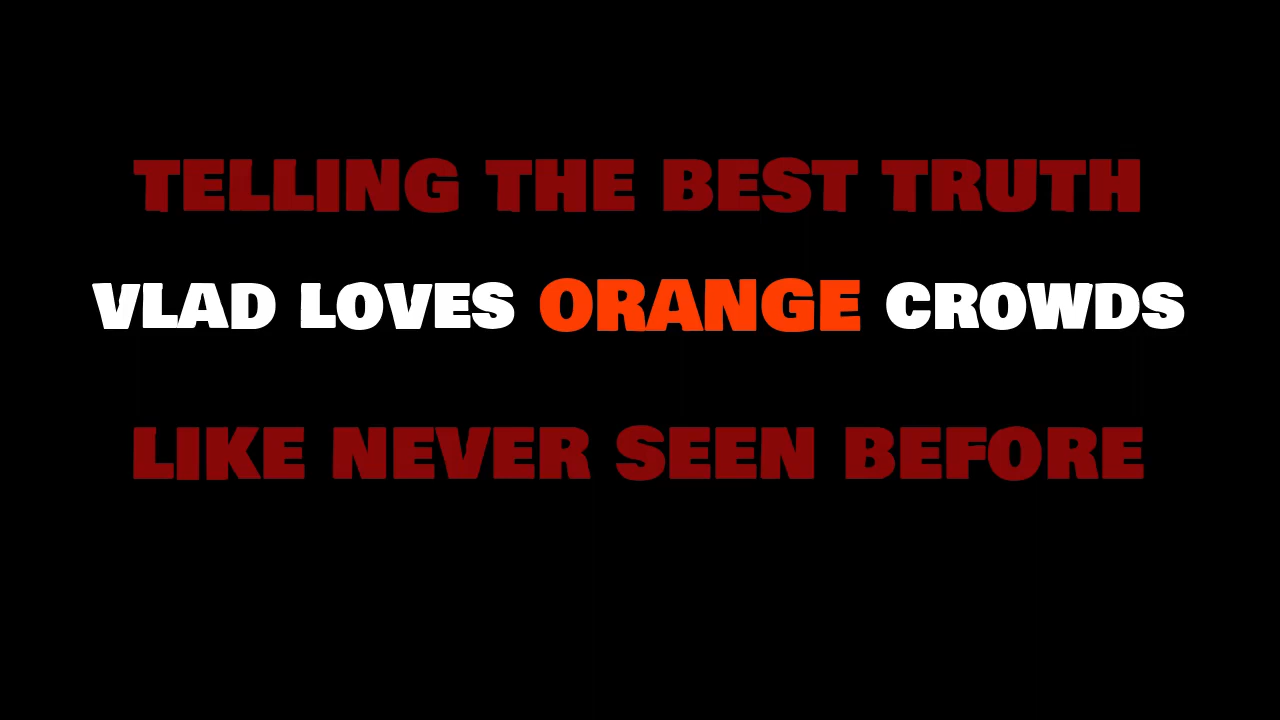 TELLING THE BEST TRUTH
VLAD LOVES ORANGE CROWDS
LIKE NEVER SEEN BEFORE